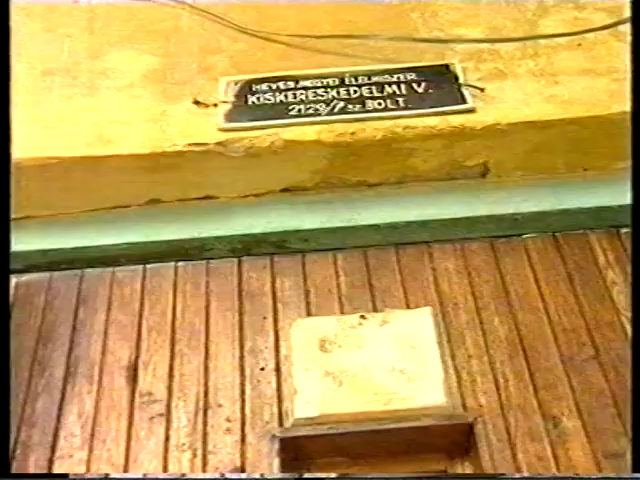 HEVES MEGYEI ÉLELMISZER
KISKERESKEDELMI V.
2129/7 SZ. BOLT.